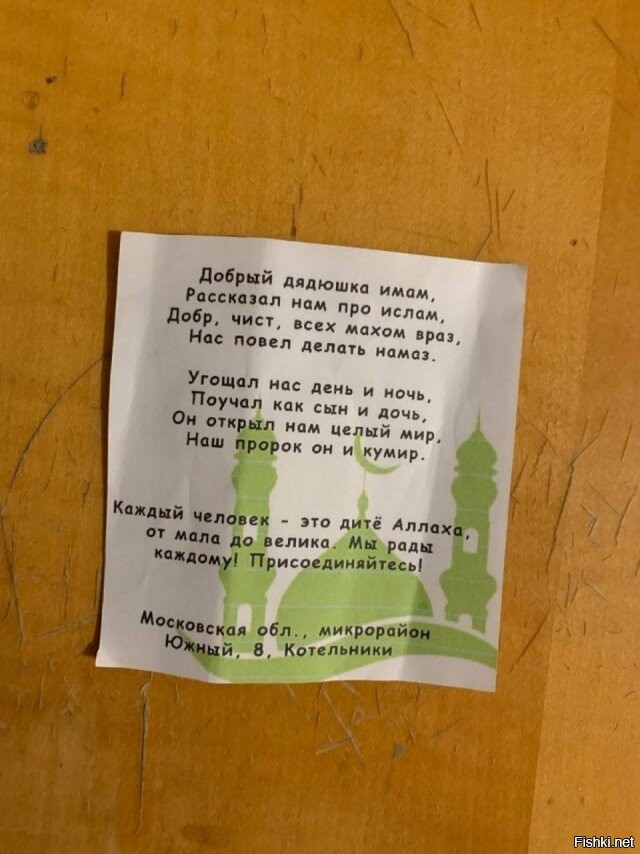 Добрый дядюшка имам,
Рассказал нам про ислам,
Добр, чист, всех махом враз,
Нас повел делать намаз.
Угощал нас день и ночь,
Поучал как сын и дочь,
Он открыл нам целый мир,
Наш пророк он и кумир.
Каждый человек - это дитё Аллаха,
от мала до велика. Мы рады
каждому! Присоединяйтесь!
Московская обл., микрорайон
Южный, 8, Котельники
Fishki.net